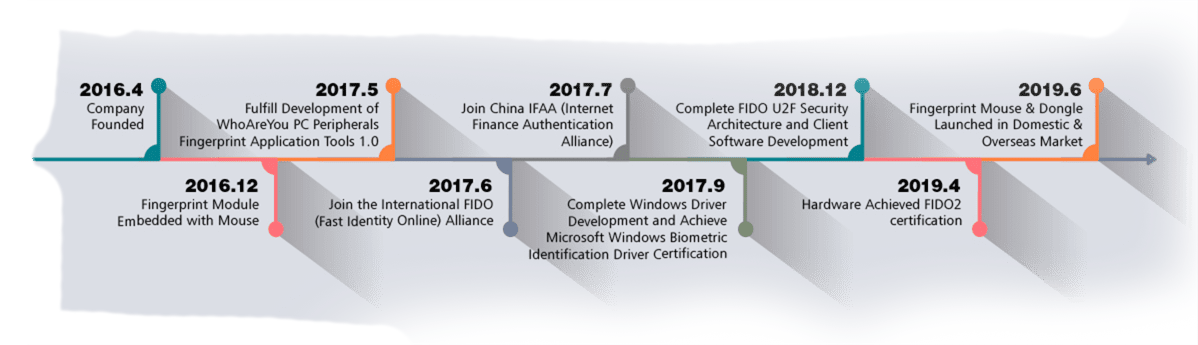 2016.4
Company
Founded
2016.12
Fingerprint Module
Embedded with Mouse
2017.5
Fulfill Development of
WhoAreYou PC Peripherals
Fingerprint Application Tools 1.0
2017.6
Join the International FIDO
(Fast Identity Online) Alliance
2017.7
Join China IFAA (Internet
Finance Authentication
Alliance)
2017.9
Complete Windows Driver
Development and Achieve
Microsoft Windows Biometric
Identification Driver Certification
2018.12
Complete FIDO U2F Security
Architecture and Client
Software Development
2019.4
Hardware Achieved FIDO2
certification
2019.6
Fingerprint Mouse & Dongle
Launched in Domestic &
Overseas Market